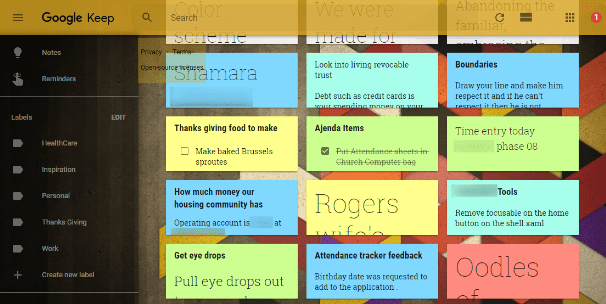 Google Keep
Search
1
Notes
Reminders
Labels
EDIT
HealthCare
Inspiration
Personal
Thanks Giving
Work
Create new label
Privacy · Terms
Open-source licenses
Color
scheme
We were
made for
Abandoning the
familiar,
Shamara
Look into living revocable
trust
Debt such as credit cards is
your spending money on your
Boundaries
Draw your line and make him
respect it and if he can't
respect it then he is not
Thanks giving food to make
Make baked Brussels
sproutes
Ajenda Items
Put Attendance sheets in
Church Computer bag
Time entry today
phase 08
How much money our
housing community has
Operating account is
at
Rogers
wife's
Tools
Remove focusable on the home
button on the shell.xaml
Get eye drops
Pull eye drops out
Attendance tracker feedback
Birthday date was requested to
add to the application .
Oodles
of